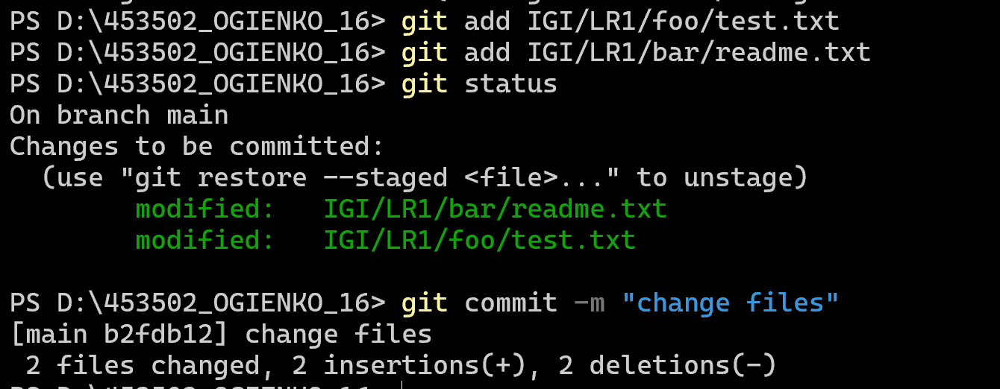 PS D:\453502_OGIENKO_16> git add IGI/LR1/foo/test.txt
PS D:\453502_OGIENKO_16> git add IGI/LR1/bar/readme.txt
PS D:\453502_OGIENKO_16> git status
On branch main
Changes to be committed:
  (use "git restore --staged <file>..." to unstage)
        modified:   IGI/LR1/bar/readme.txt
        modified:   IGI/LR1/foo/test.txt

PS D:\453502_OGIENKO_16> git commit -m "change files"
[main b2fdb12] change files
 2 files changed, 2 insertions(+), 2 deletions(-)